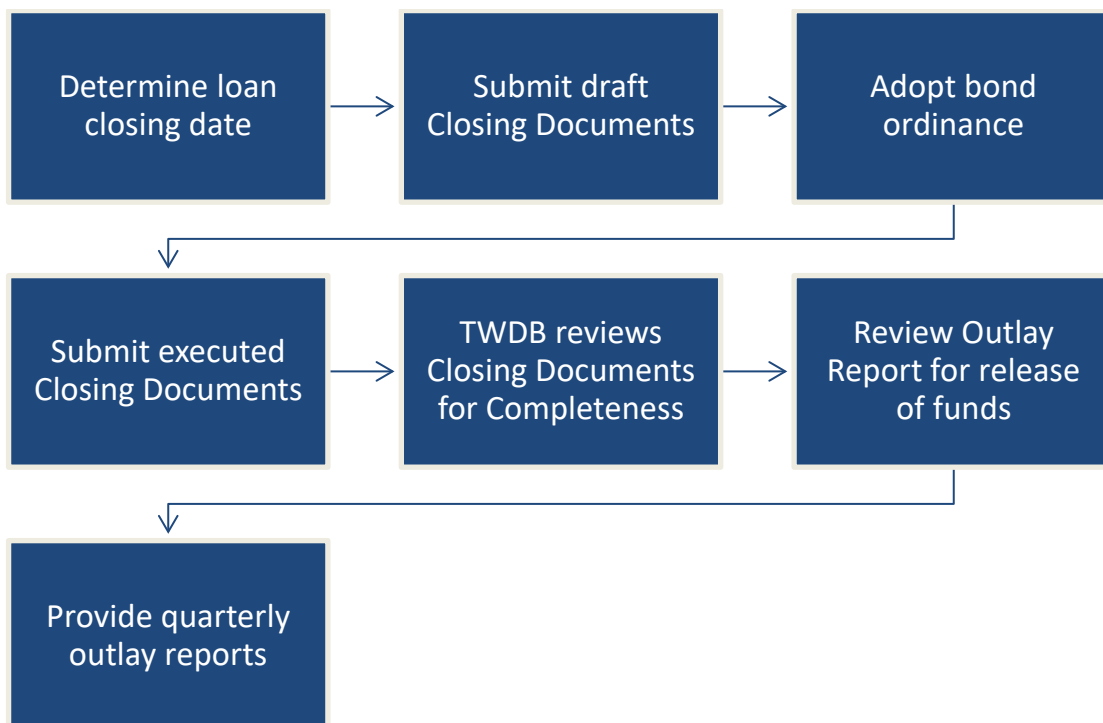 Determine loan
closing date
Submit draft
Closing Documents
Adopt bond
ordinance
Submit executed
Closing Documents
TWDB reviews
Closing Documents
for Completeness
Review Outlay
Report for release
of funds
Provide quarterly
outlay reports